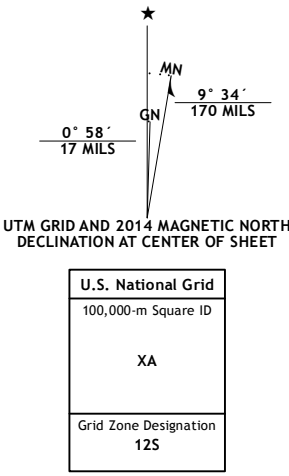 ★
MN
GN
9° 34´
170 MILS
0° 58´
17 MILS
UTM GRID AND 2014 MAGNETIC NORTH
DECLINATION AT CENTER OF SHEET
U.S. National Grid
100,000-m Square ID
XA
Grid Zone Designation
12S